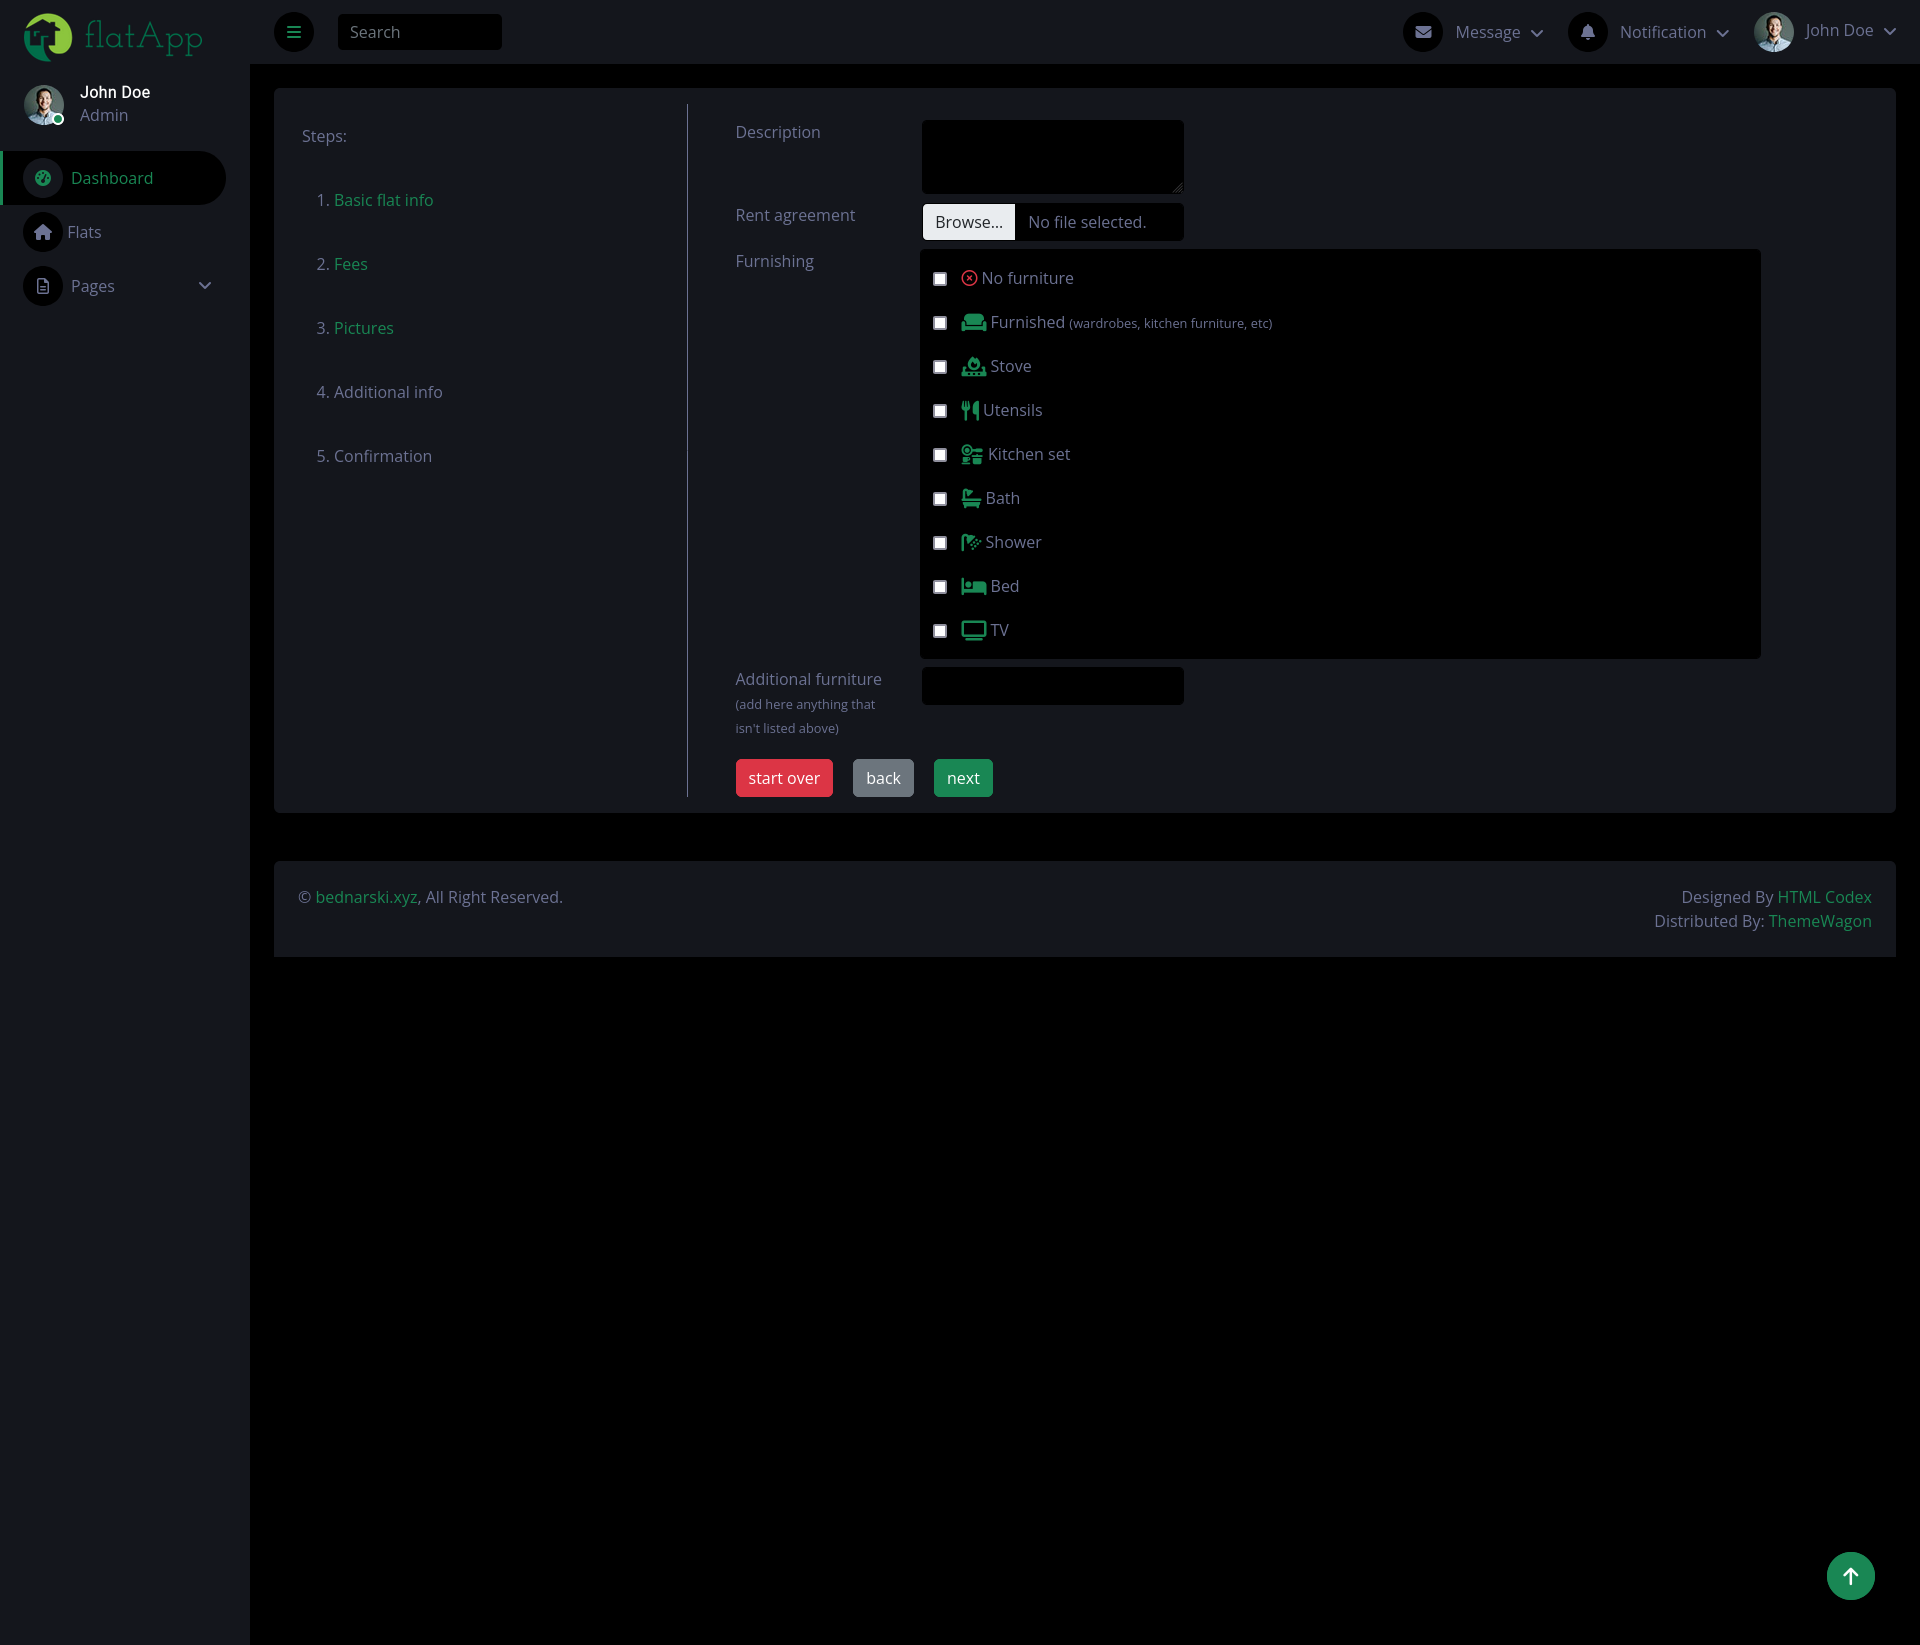 flatApp
Search
Message
Notification
John Doe
John Doe
Admin
Dashboard
Flats
Pages
Steps:
1. Basic flat info
2. Fees
3. Pictures
4. Additional info
5. Confirmation
Description
Rent agreement
Browse... No file selected.
Furnishing
No furniture
Furnished (wardrobes, kitchen furniture, etc)
Stove
Utensils
Kitchen set
Bath
Shower
Bed
TV
Additional furniture
(add here anything that
isn't listed above)
start over
back
next
© bednarski.xyz, All Right Reserved.
Designed By HTML Codex
Distributed By: ThemeWagon